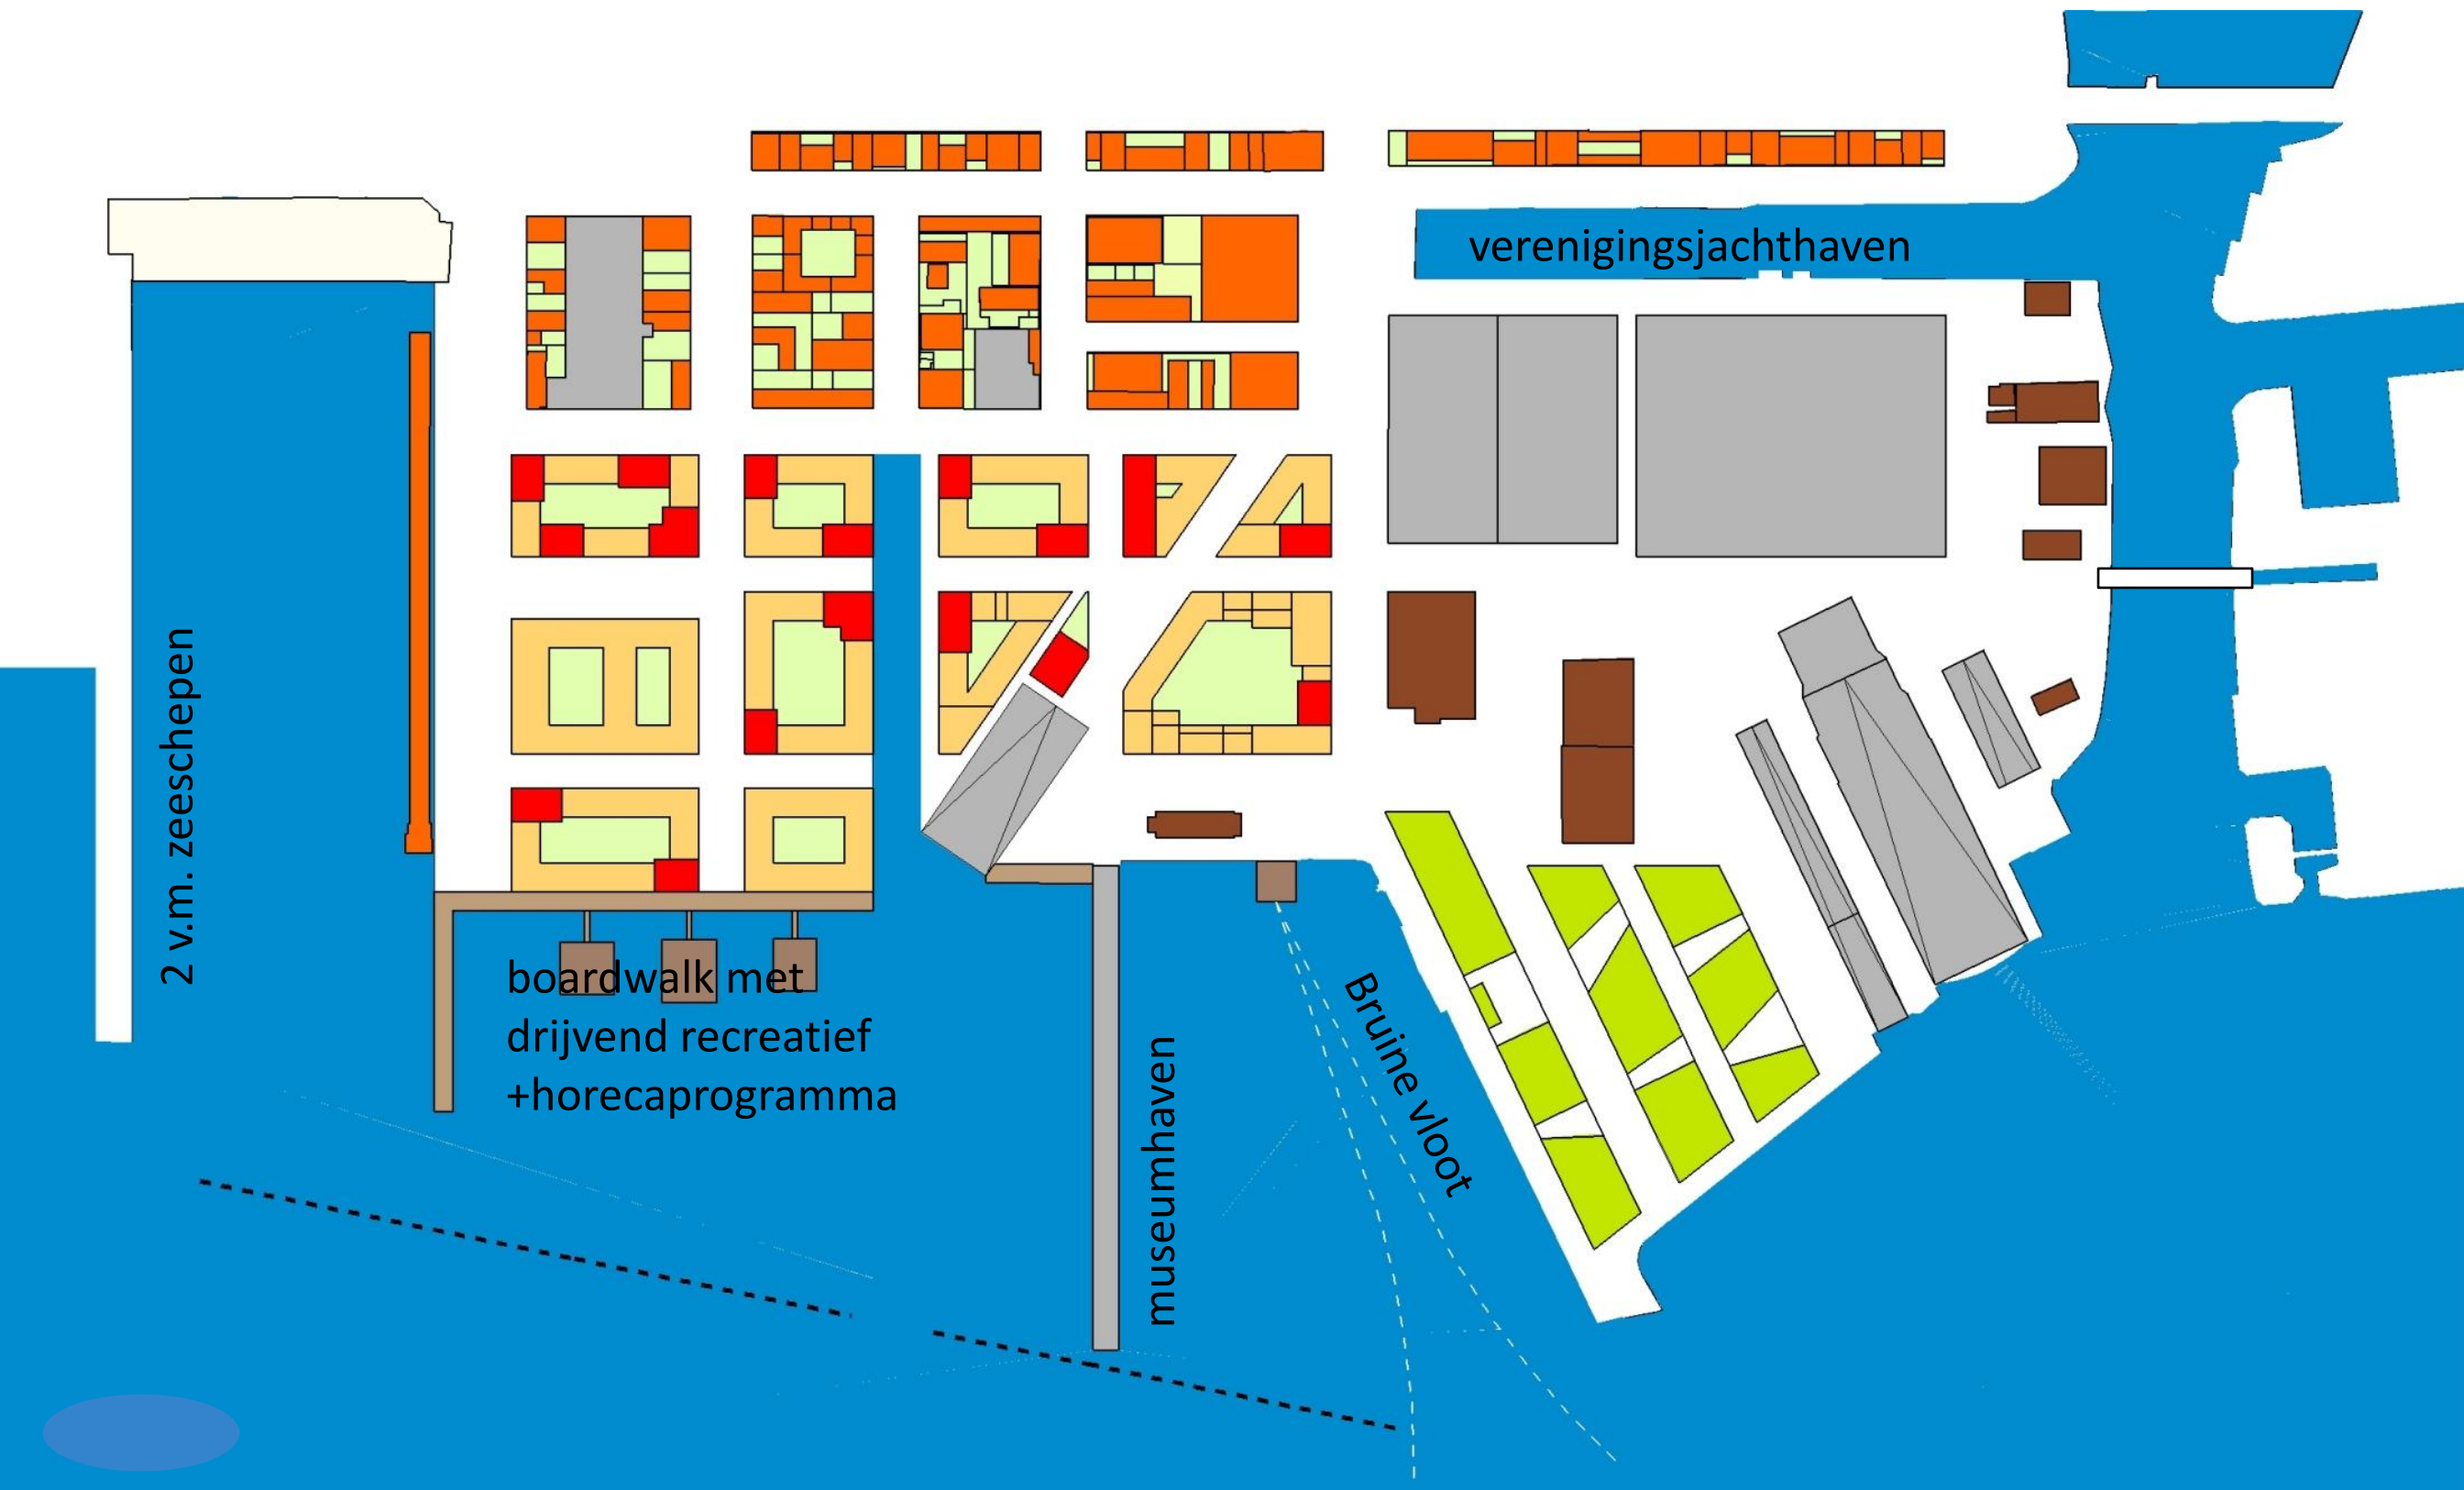 verenigingsjachthaven
2 v.m. zeeschepen
boardwalk met
drijvend recreatief
+horecaprogramma
museumhaven
Bruine vloot